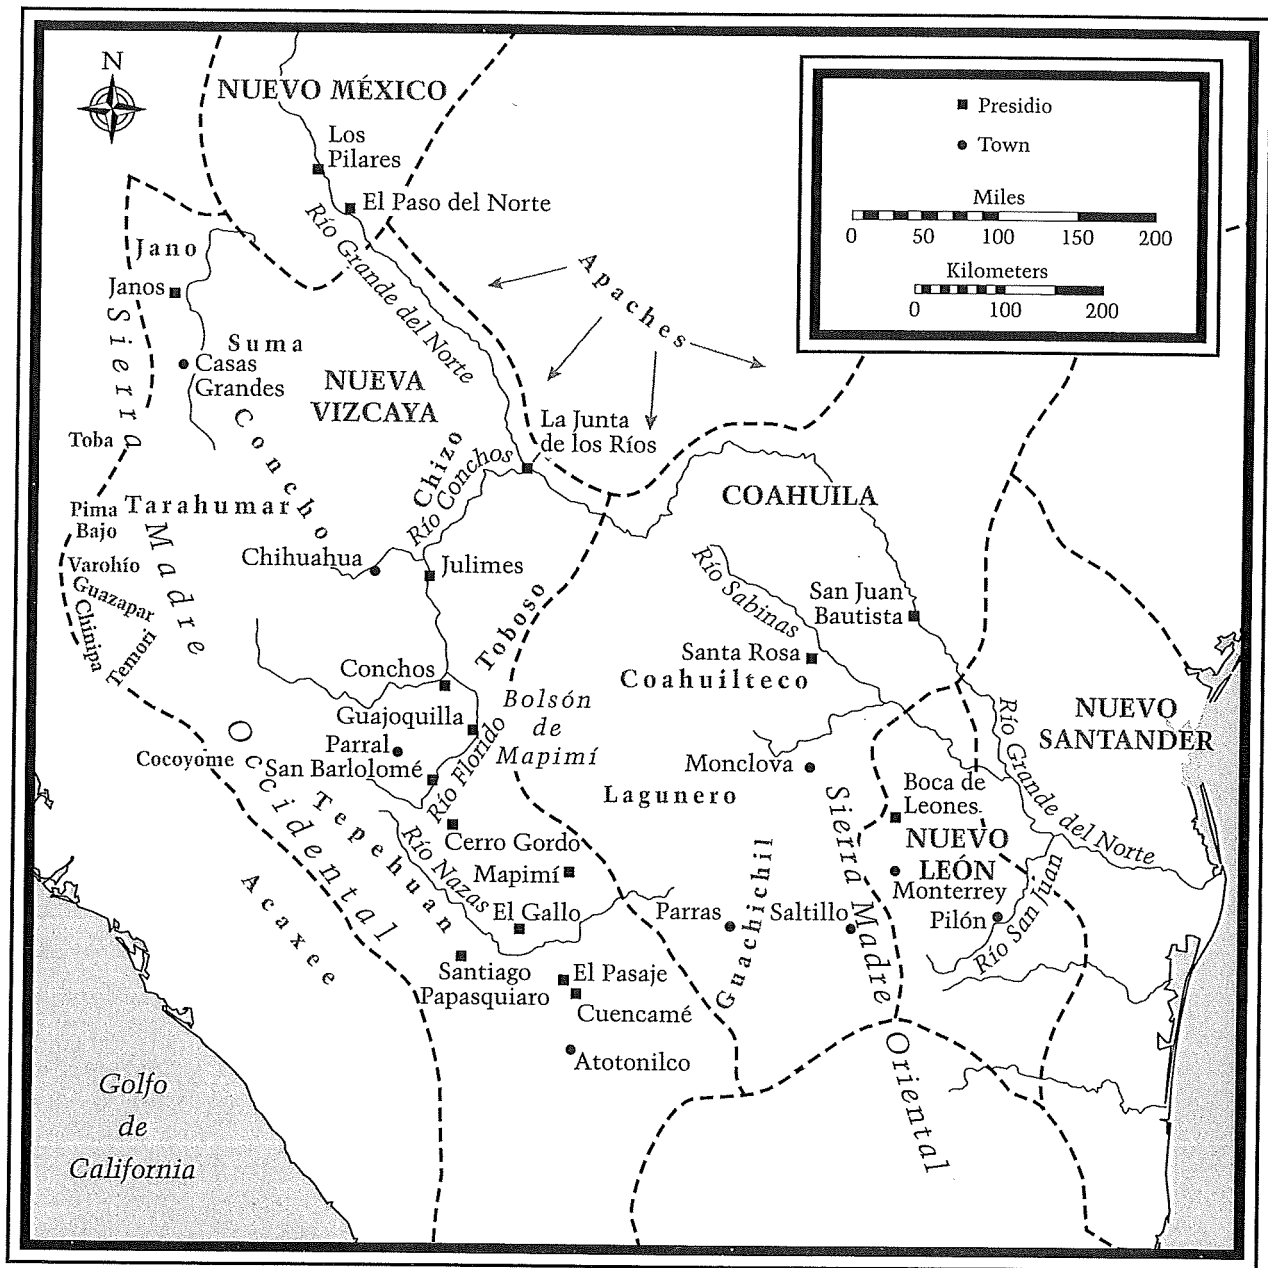 N
NUEVO MÉXICO
Los
Pilares
El Paso del Norte
Río Grande del Norte
Jano
Janos
Apaches
Presidio
Town
Miles
0 50 100 150 200
Kilometers
0 100 200
Suma
Casas
Grandes
NUEVA
VIZCAYA
Sierra
Madre
Occidental
Concho
Chizo
Río Conchos
La Junta
de los Ríos
Toba
Tarahumar
Pima
Bajo
Varohío
Guazapar
Chinipa
Temori
Chihuahua
Julimes
COAHUILA
Río Sabinas
San Juan
Bautista
Toboso
Santa Rosa
Coahuilteco
Conchos
Guajoquilla
Parral
San Barlolomé
Río Florido
Bolsón
de
Mapimí
NUEVO
SANTANDER
Río Grande del Norte
Cocoyome
Monclova
Lagunero
Boca de
Leones
NUEVO
LEÓN
Monterrey
Pilón
Río San Juan
Sierra Madre
Oriental
Tepehuan
Río Nazas
Cerro Gordo
Mapimí
El Gallo
Acaxee
Parras
Guachichil
Saltillo
Santiago
Papasquiaro
El Pasaje
Cuencamé
Atotonilco
Golfo
de
California